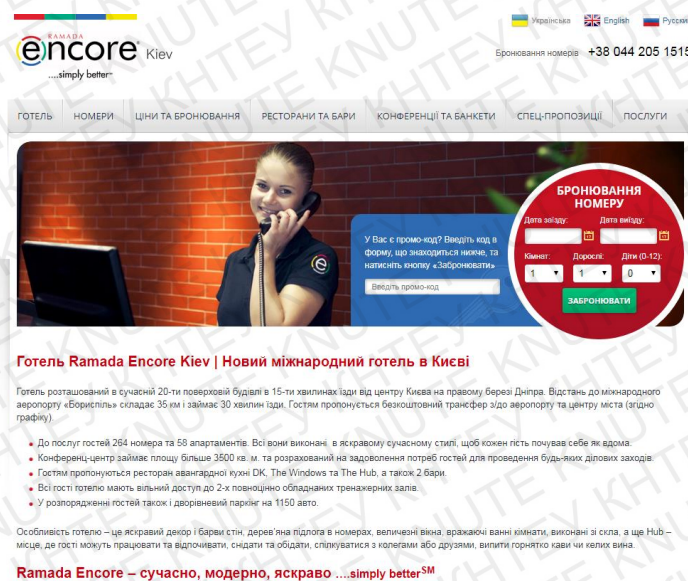 Українська English Русски
RAMADA
encore Kiev
....simply better
Бронювання номерів +38 044 205 1515
ГОТЕЛЬ НОМЕРИ ЦІНИ ТА БРОНЮВАННЯ РЕСТОРАНИ ТА БАРИ КОНФЕРЕНЦІЇ ТА БАНКЕТИ СПЕЦ-ПРОПОЗИЦІЇ ПОСЛУГИ
У Вас є промо-код? Введіть код в
форму, що знаходиться нижче, та
натисніть кнопку «Забронювати»
Введіть промо-код
БРОНЮВАННЯ
НОМЕРУ
Дата заїзду: Дата виїзду:
Кімнат: Дорослі: Діти (0-12):
1 1 0
ЗАБРОНЮВАТИ
Готель Ramada Encore Kiev | Новий міжнародний готель в Києві
Готель розташований в сучасній 20-ти поверховій будівлі в 15-ти хвилинах їзди від центру Києва на правому березі Дніпра. Відстань до міжнародного
аеропорту «Бориспіль» складає 35 км і займає 30 хвилин їзди. Гостям пропонується безкоштовний трансфер з/до аеропорту та центру міста (згідно
графіку).
До послуг гостей 264 номера та 58 апартаментів. Всі вони виконані, в яскравому сучасному стилі, щоб кожен гість почував себе як вдома.
Конференц-центр займає площу більше 3500 кв. м. та розрахований на задоволення потреб гостей для проведення будь-яких ділових заходів.
Гостям пропонуються ресторан авангардної кухні DK, The Windows та The Hub, а також 2 бари.
Всі гості готелю мають вільний доступ до 2-х повноцінно обладнаних тренажерних залів.
У розпорядженні гостей також і дворівневий паркінг на 1150 авто.
Особливість готелю – це яскравий декор і барви стін, дерев'яна підлога в номерах, величезні вікна, вражаючі ванні кімнати, виконані зі скла, а ще Hub –
місце, де гості можуть працювати та відпочивати, снідати та обідати, спілкуватися з колегами або друзями, випити горнятко кави чи келих вина.
Ramada Encore – сучасно, модерно, яскраво ....simply better SM
KNUTE KHTEY